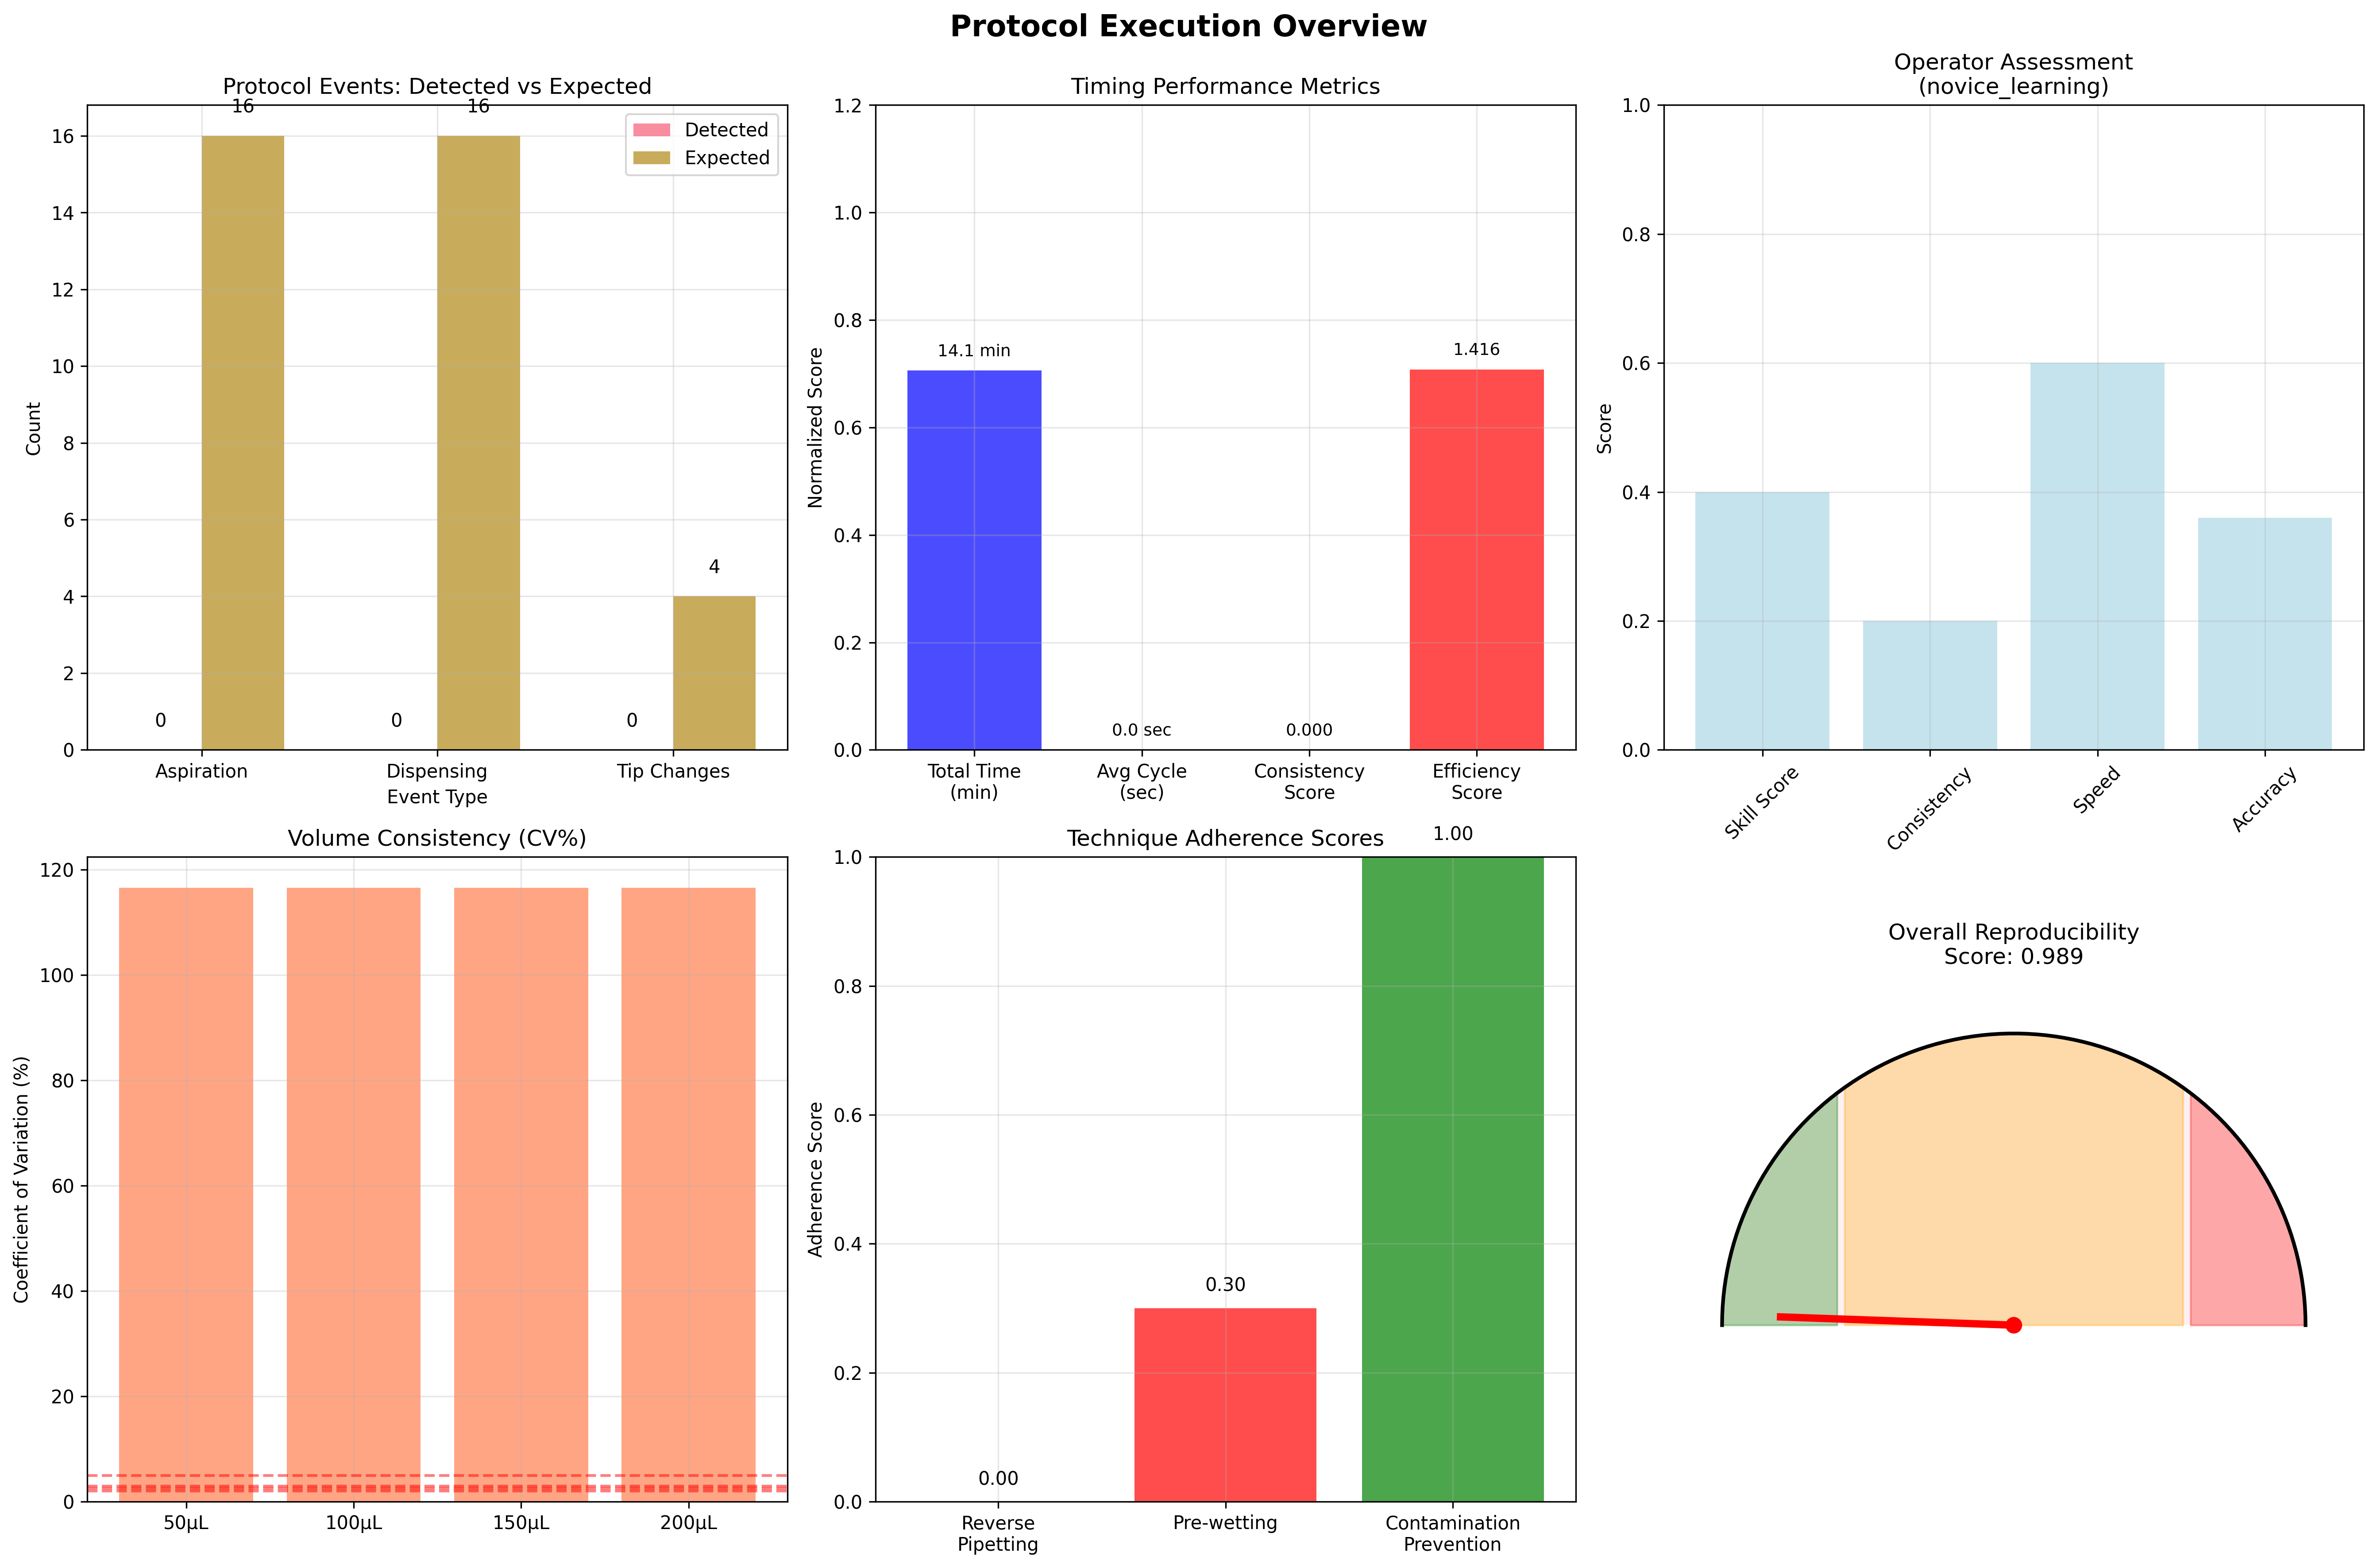 Protocol Execution Overview
Protocol Events: Detected vs Expected
16
16
Detected
Expected
16
14
12
10
8
6
4
2
0
Count
4
0
0
0
Aspiration
Dispensing
Tip Changes
Event Type
Timing Performance Metrics
1.2
1.0
0.8
0.6
0.4
0.2
0.0
Normalized Score
14.1 min
0.0 sec
0.000
1.416
Total Time
(min)
Avg Cycle
(sec)
Consistency
Score
Efficiency
Score
Operator Assessment
(novice_learning)
1.0
0.8
0.6
0.4
0.2
0.0
Score
Skill Score
Consistency
Speed
Accuracy
Volume Consistency (CV%)
120
100
80
60
40
20
0
Coefficient of Variation (%)
50μL
100μL
150μL
200μL
Technique Adherence Scores
1.00
1.0
0.8
0.6
0.4
0.2
0.0
Adherence Score
0.00
0.30
Reverse
Pipetting
Pre-wetting
Contamination
Prevention
Overall Reproducibility
Score: 0.989